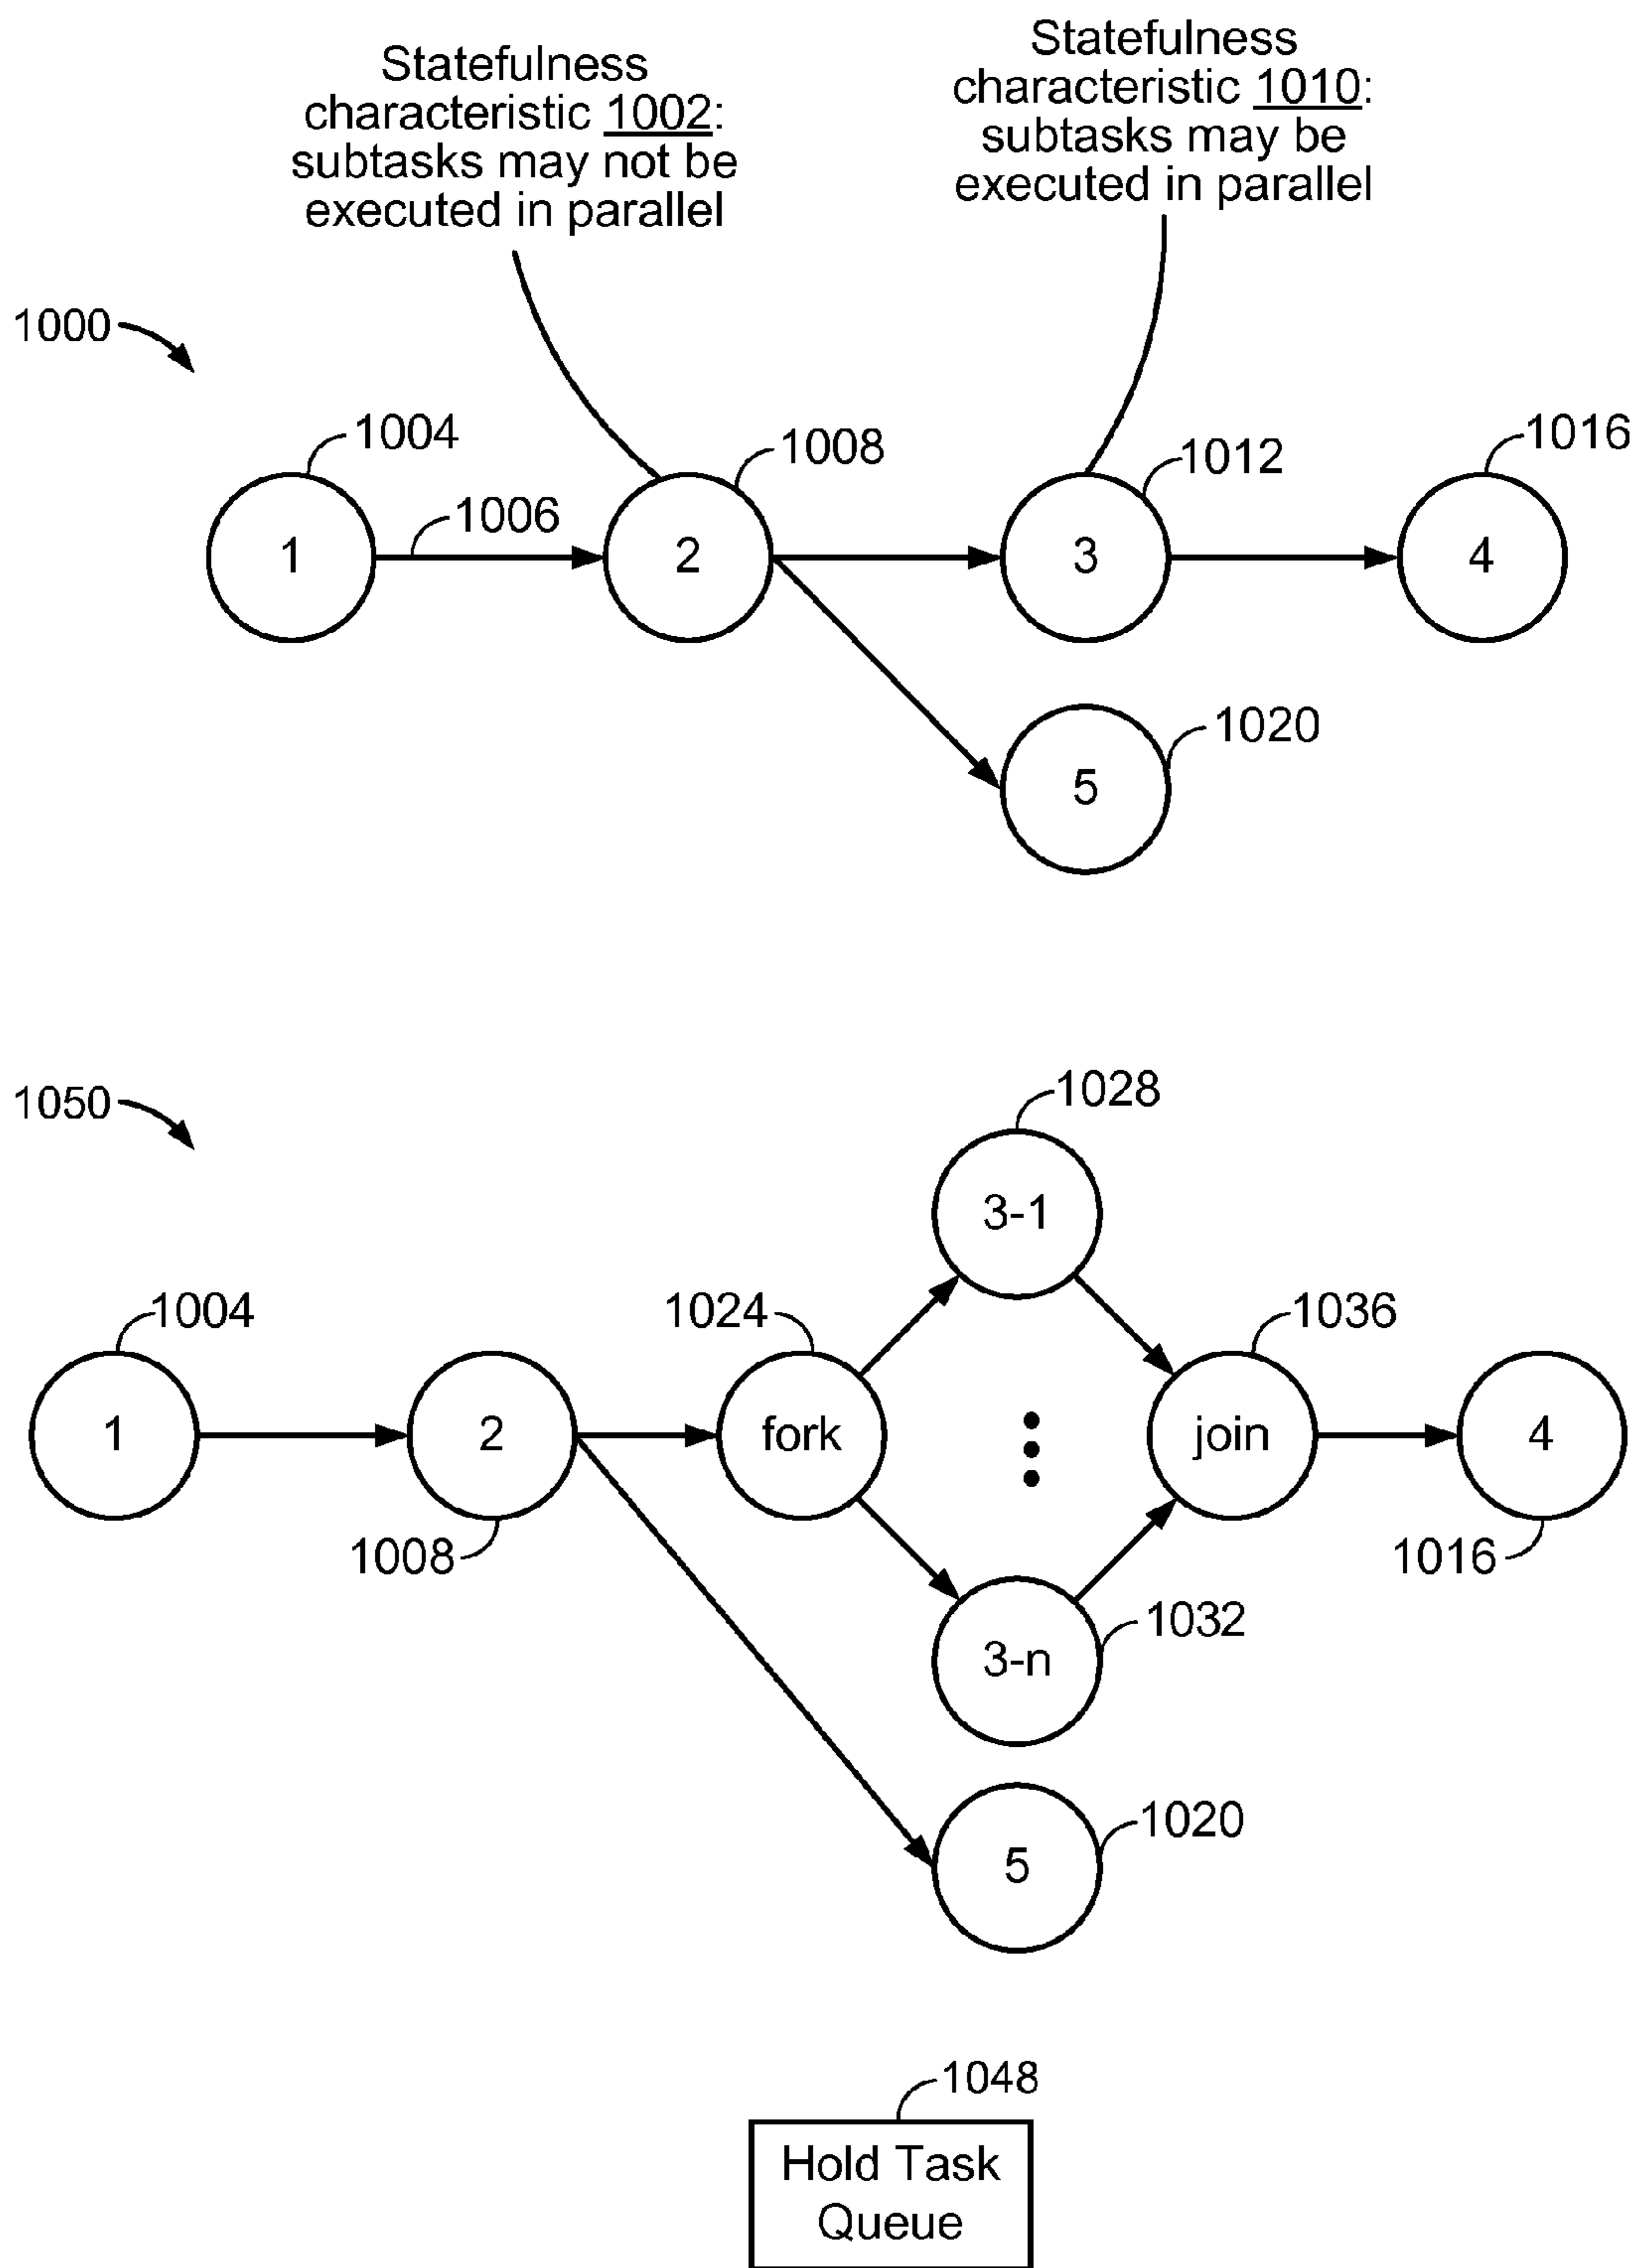 Statefulness
characteristic 1002:
subtasks may not be
executed in parallel
Statefulness
characteristic 1010:
subtasks may be
executed in parallel
1000
1004
1006
1008
1012
1016
1
2
3
4
1020
5
1050
1028
3-1
1004
1024
1036
1
2
fork
join
4
1008
1016
1032
3-n
1020
5
1048
Hold Task
Queue